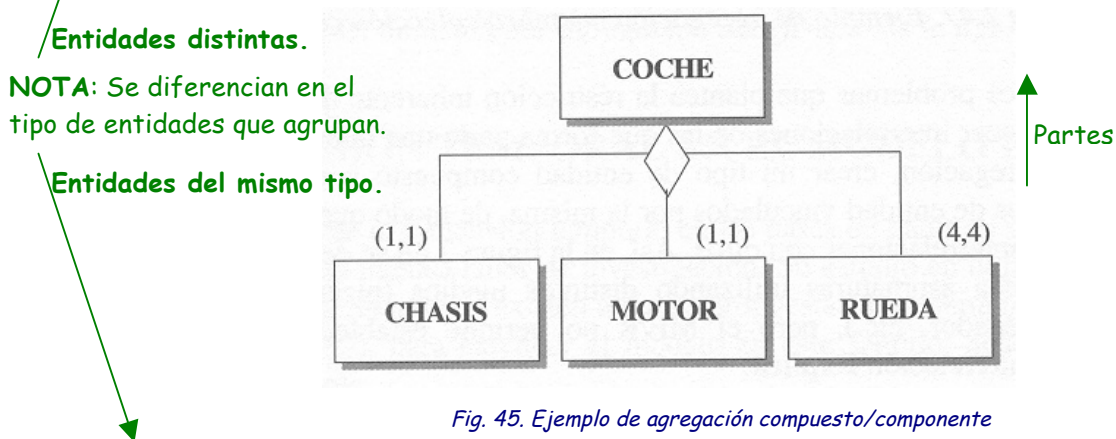 Entidades distintas.
NOTA: Se diferencian en el
tipo de entidades que agrupan.
Entidades del mismo tipo.
COCHE
Partes
(1,1)
(1,1)
(4,4)
CHASIS
MOTOR
RUEDA
Fig. 45. Ejemplo de agregación compuesto/componente